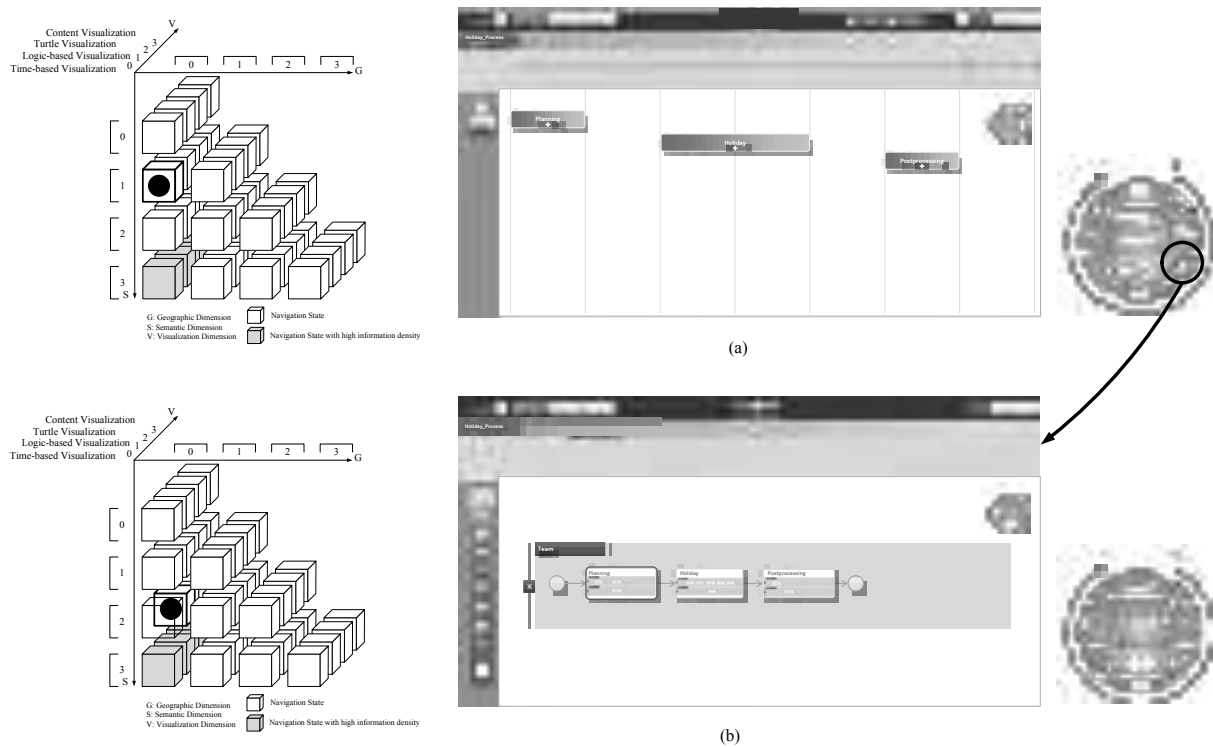 V
Content Visualization
Turtle Visualization
Logic-based Visualization
Time-based Visualization
0
1
2
3
0
1
2
3
G
0
1
2
3
S
G: Geographic Dimension
S: Semantic Dimension
V: Visualization Dimension
Navigation State
Navigation State with high information density
Holiday_Process
Planning
Holiday
Postprocessing
(a)
V
Content Visualization
Turtle Visualization
Logic-based Visualization
Time-based Visualization
0
1
2
3
0
1
2
3
G
0
1
2
3
S
G: Geographic Dimension
S: Semantic Dimension
V: Visualization Dimension
Navigation State
Navigation State with high information density
Holiday_Process
Team
Planning
Holiday
Postprocessing
(b)